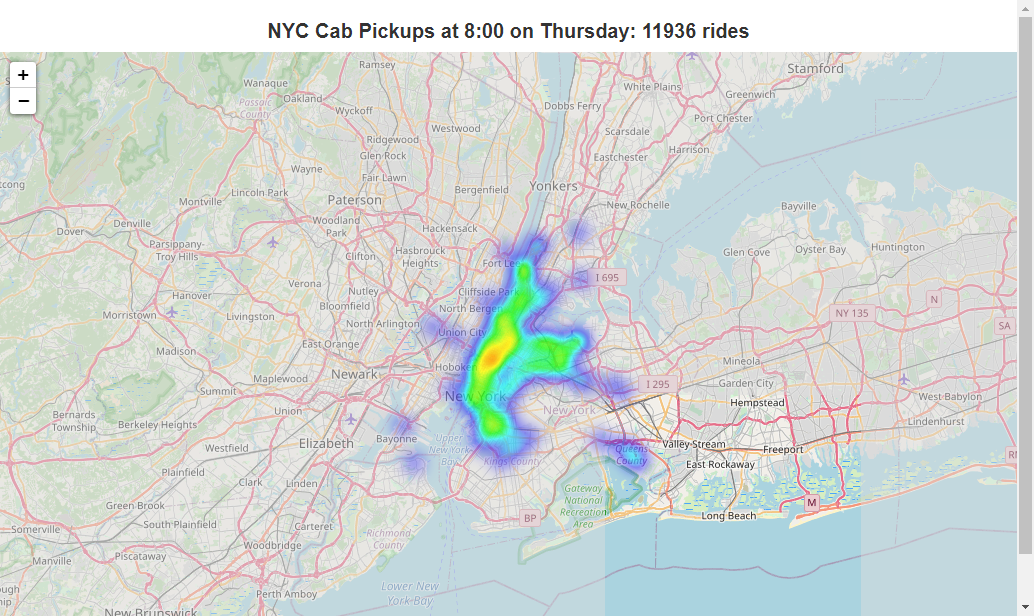 NYC Cab Pickups at 8:00 on Thursday: 11936 rides
+
−
Ramsey
Stamford
Wanaque
White Plains
Greenwich
Oakland
Passaic
County
Wyckoff
Dobbs Ferry
Port Chester
Westwood
Scarsdale
Ridgewood
Harrison
Glen Rock
Eastchester
Wayne
Fair Lawn
Yonkers
Lincoln Park
Bergenfield
Paterson
Montville
New Rochelle
Bayville
Woodland
Park
Denville
Hackensack
Dover
Parsippany-
Troy Hills
Hasbrouck
Heights
Clifton
Glen Cove
Oyster Bay
Huntington
Fort Lee
I 695
Verona
Nutley
Cliffside Park
Hanover
Bloomfield
North Bergen
N
NY 135
Morristown
Livingston
North Arlington
SA
Union City
East Orange
Madison
Mineola
Hoboken
Newark
Maplewood
I 295
Garden City
Summit
New York
West Babylon
Hempstead
Union
New York
Bernards
Township
Berkeley Heights
Lindenhurst
Bayonne
Elizabeth
Upper
New York
Bay
Valley Stream
Freeport
Westfield
Queens
County
Kings County
East Rockaway
Plainfield
Clark
Linden
Gateway
National
Recreation
Area
Green Brook
M
South Plainfield
BP
Long Beach
Carteret
Somerville
Richmond
County
Woodbridge
Piscataway
Manville
Lower New
York Bay
Perth Amboy
New Brunswick